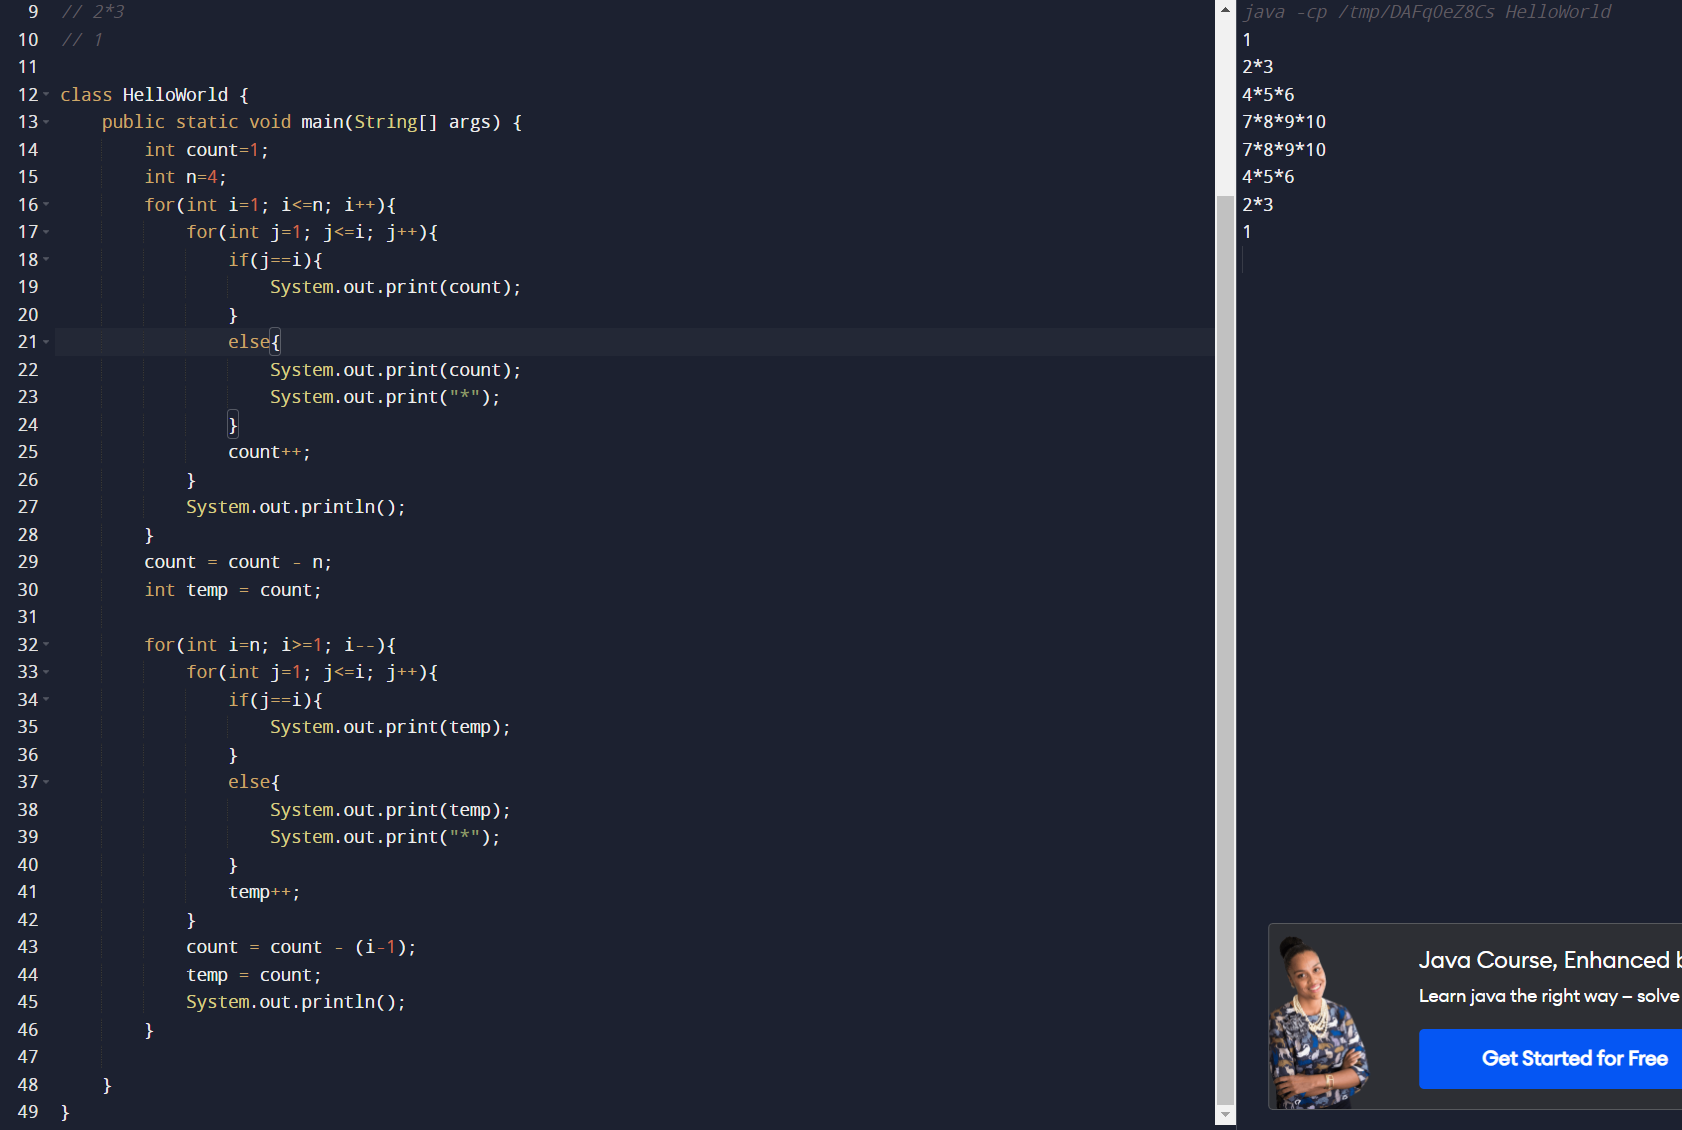 9 // 2*3
10 // 1
11
12 class HelloWorld {
13     public static void main(String[] args) {
14         int count=1;
15         int n=4;
16         for(int i=1; i<=n; i++){
17             for(int j=1; j<=i; j++){
18                 if(j==i){
19                     System.out.print(count);
20                 }
21                 else{
22                     System.out.print(count);
23                     System.out.print("*");
24                 }
25                 count++;
26             }
27             System.out.println();
28         }
29         count = count - n;
30         int temp = count;
31
32         for(int i=n; i>=1; i--){
33             for(int j=1; j<=i; j++){
34                 if(j==i){
35                     System.out.print(temp);
36                 }
37                 else{
38                     System.out.print(temp);
39                     System.out.print("*");
40                 }
41                 temp++;
42             }
43             count = count - (i-1);
44             temp = count;
45             System.out.println();
46         }
47
48     }
49 }
java -cp /tmp/DAFqOeZ8Cs HelloWorld
1
2*3
4*5*6
7*8*9*10
7*8*9*10
4*5*6
2*3
1
Java Course, Enhanced
Learn java the right way – solve
Get Started for Free